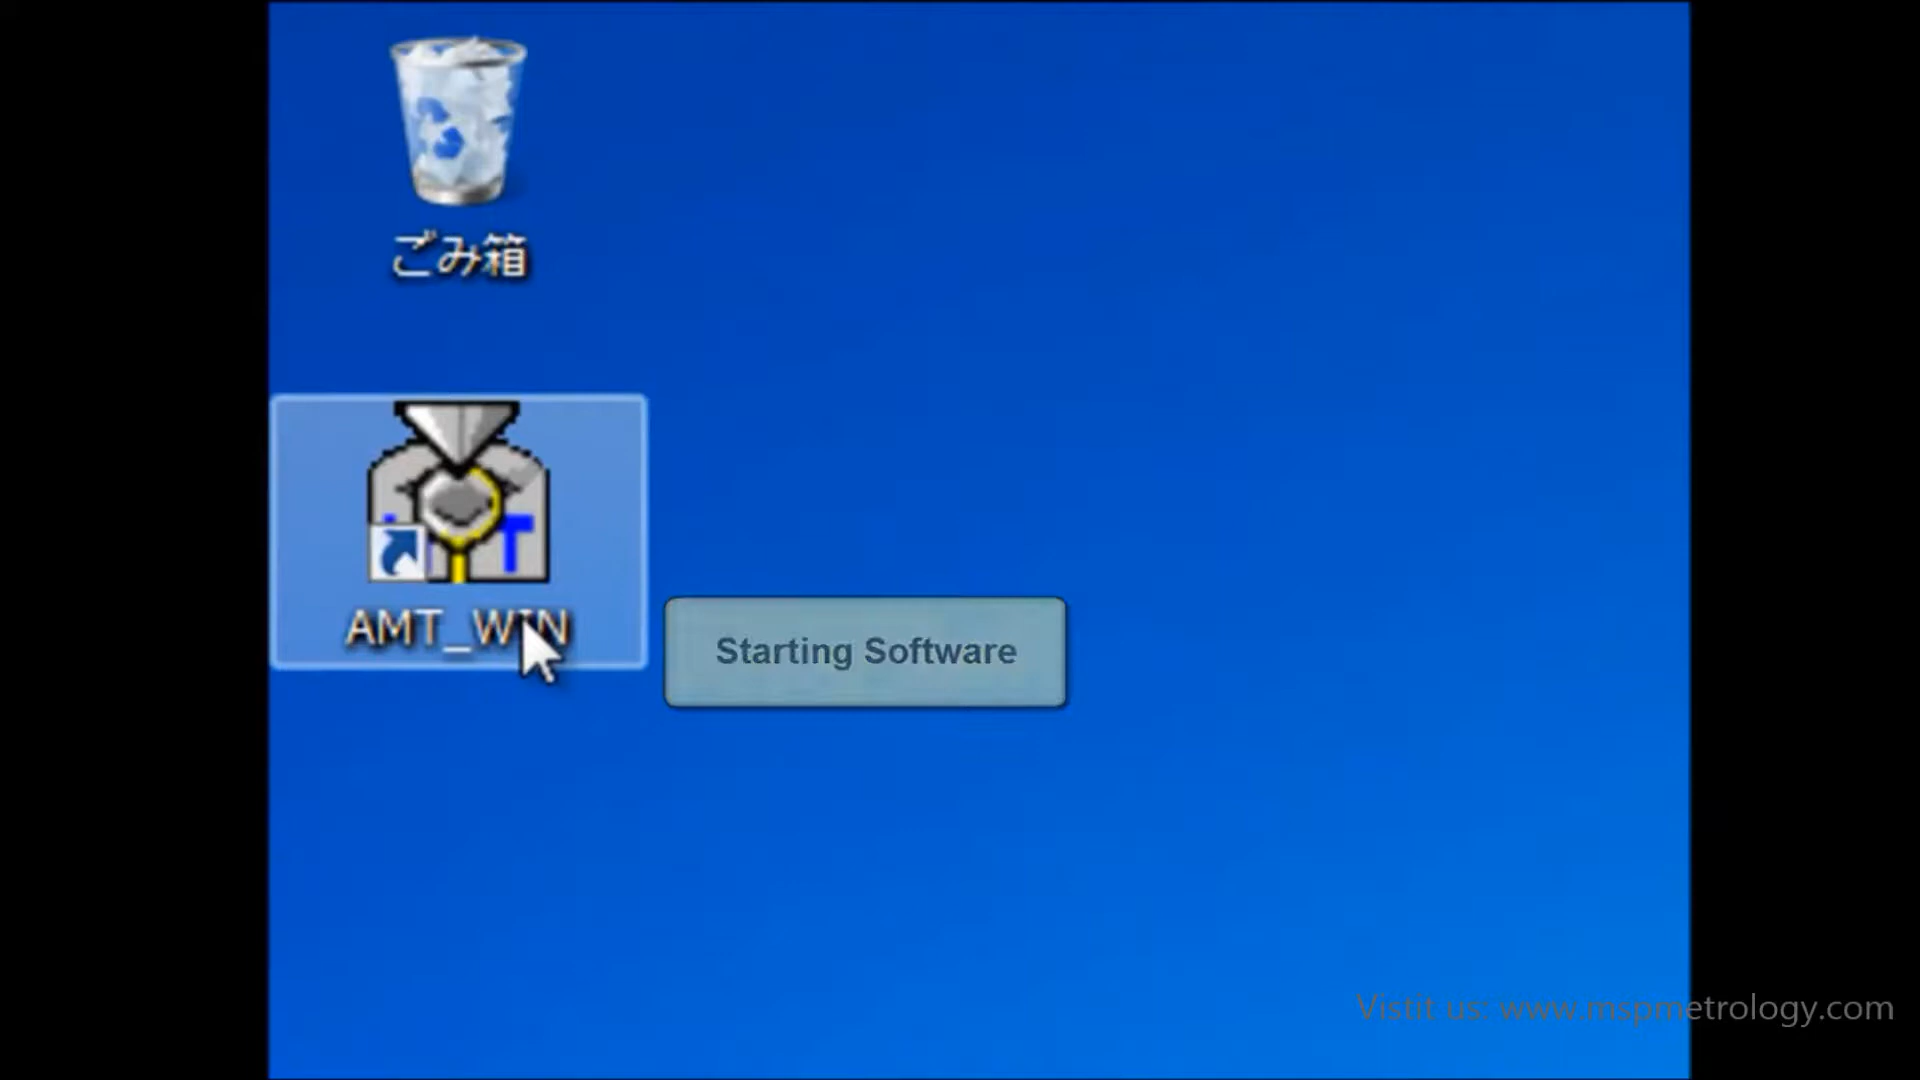 ごみ箱
T
AMT_WIN
Starting Software
Vistit us: www.mspmetrology.com